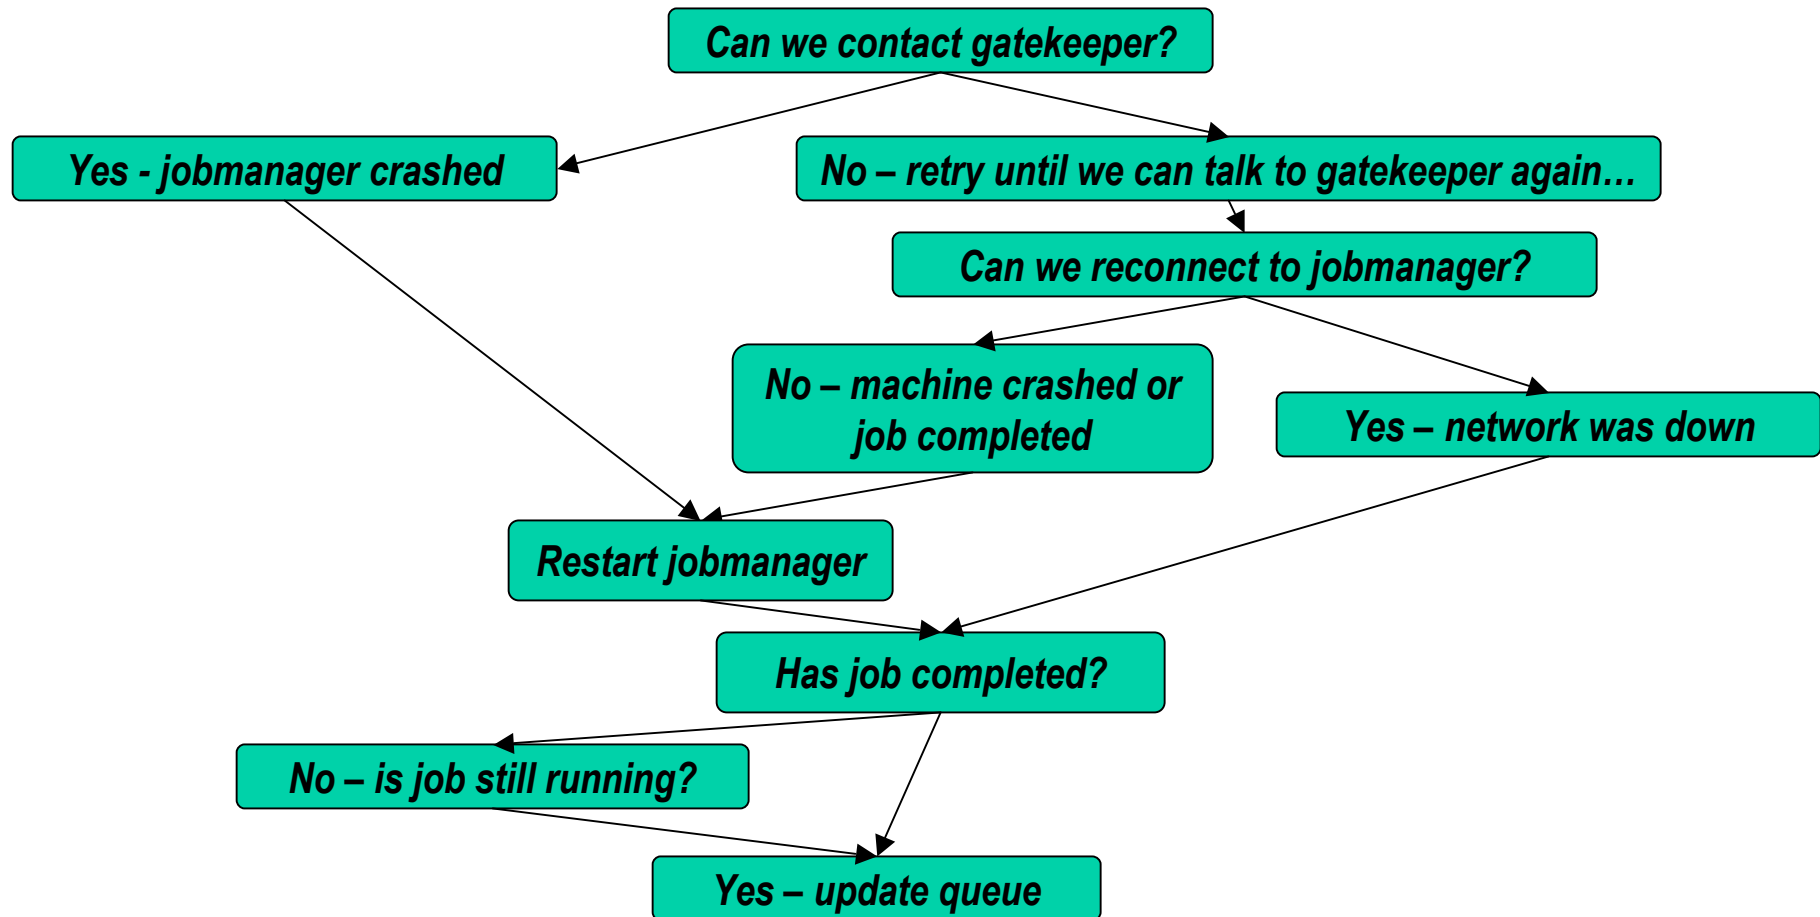 Can we contact gatekeeper?
Yes - jobmanager crashed
No – retry until we can talk to gatekeeper again…
Can we reconnect to jobmanager?
No – machine crashed or
job completed
Yes – network was down
Restart jobmanager
Has job completed?
No – is job still running?
Yes – update queue